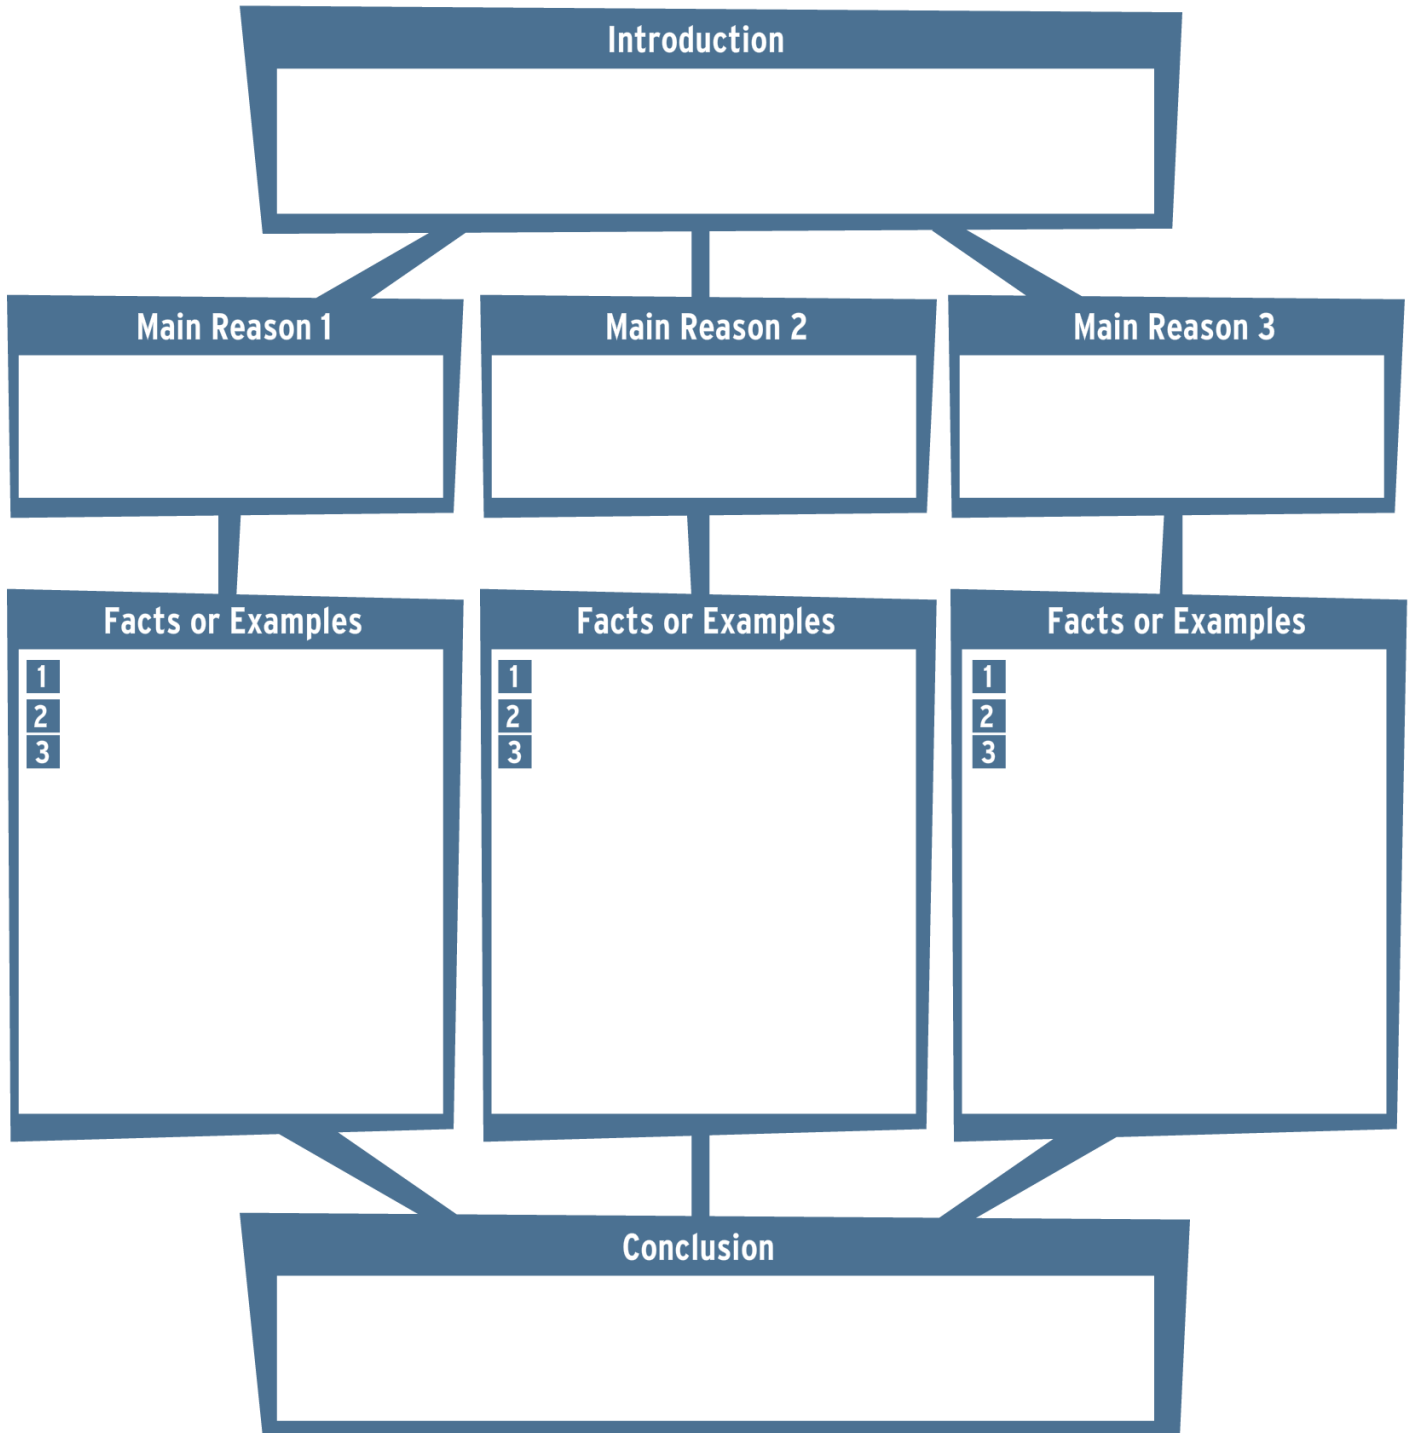 Introduction
Main Reason 1
Main Reason 2
Main Reason 3
Facts or Examples
1
2
3
Facts or Examples
1
2
3
Facts or Examples
1
2
3
Conclusion